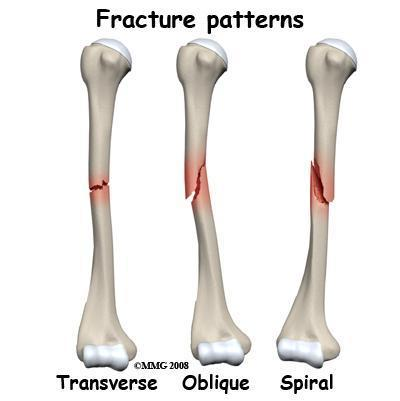 Fracture patterns
©MMG 2008
Transverse Oblique Spiral